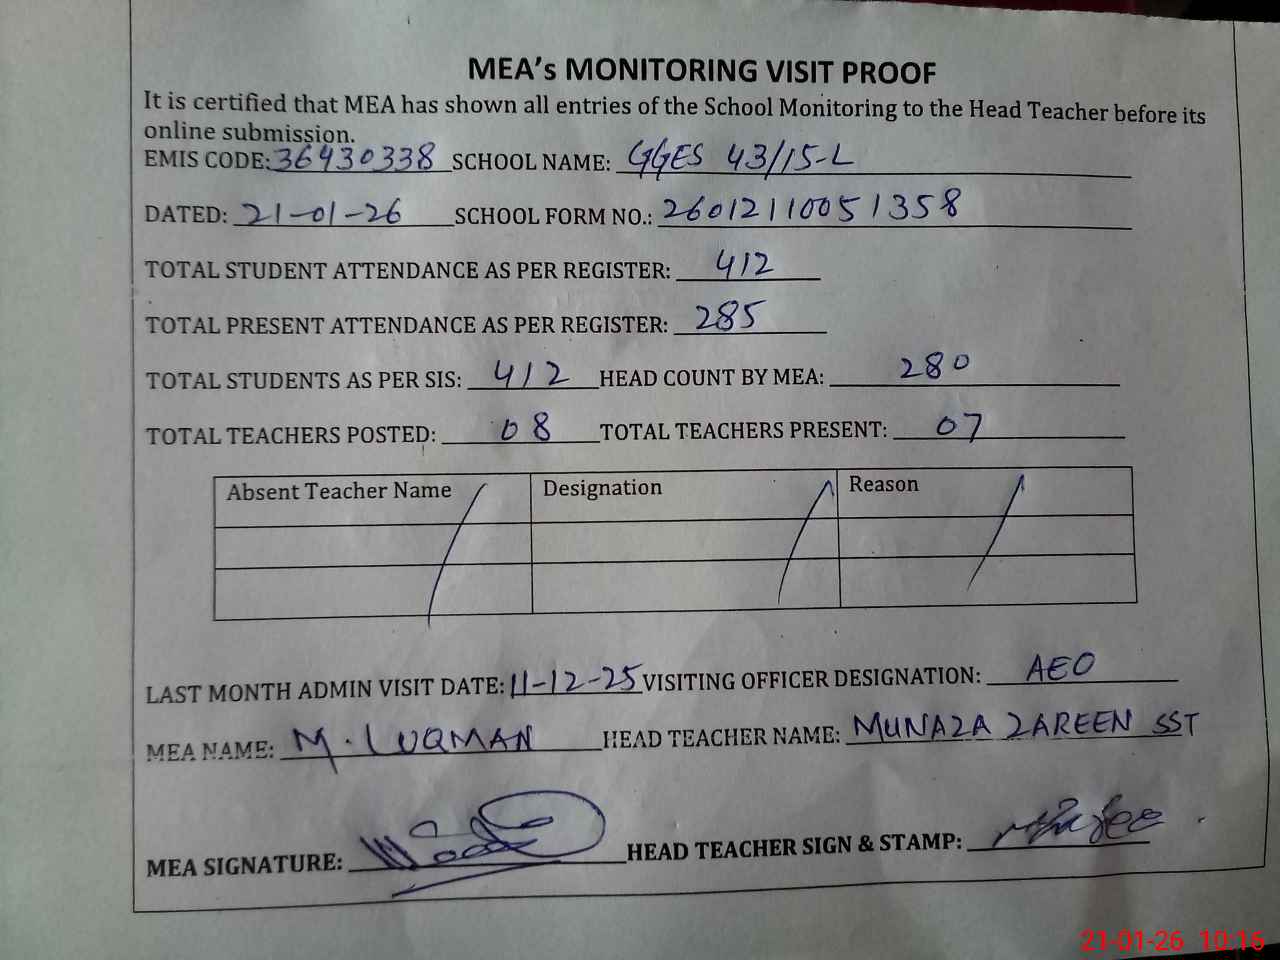 MEA's MONITORING VISIT PROOF
It is certified that MEA has shown all entries of the School Monitoring to the Head Teacher before its
online submission.
EMIS CODE: 36430338 SCHOOL NAME: GGES 43/15-L
DATED: 21-01-26 SCHOOL FORM NO.: 26012110051358
TOTAL STUDENT ATTENDANCE AS PER REGISTER: 412
TOTAL PRESENT ATTENDANCE AS PER REGISTER: 285
TOTAL STUDENTS AS PER SIS: 412 HEAD COUNT BY MEA: 280
TOTAL TEACHERS POSTED: 08 TOTAL TEACHERS PRESENT: 07
Absent Teacher Name Designation Reason
LAST MONTH ADMIN VISIT DATE: 11-12-25 VISITING OFFICER DESIGNATION: AEO
MEA NAME: M. LUQMAN HEAD TEACHER NAME: MUNAZA ZAREEN SST
MEA SIGNATURE: HEAD TEACHER SIGN & STAMP:
21-01-26 10:16